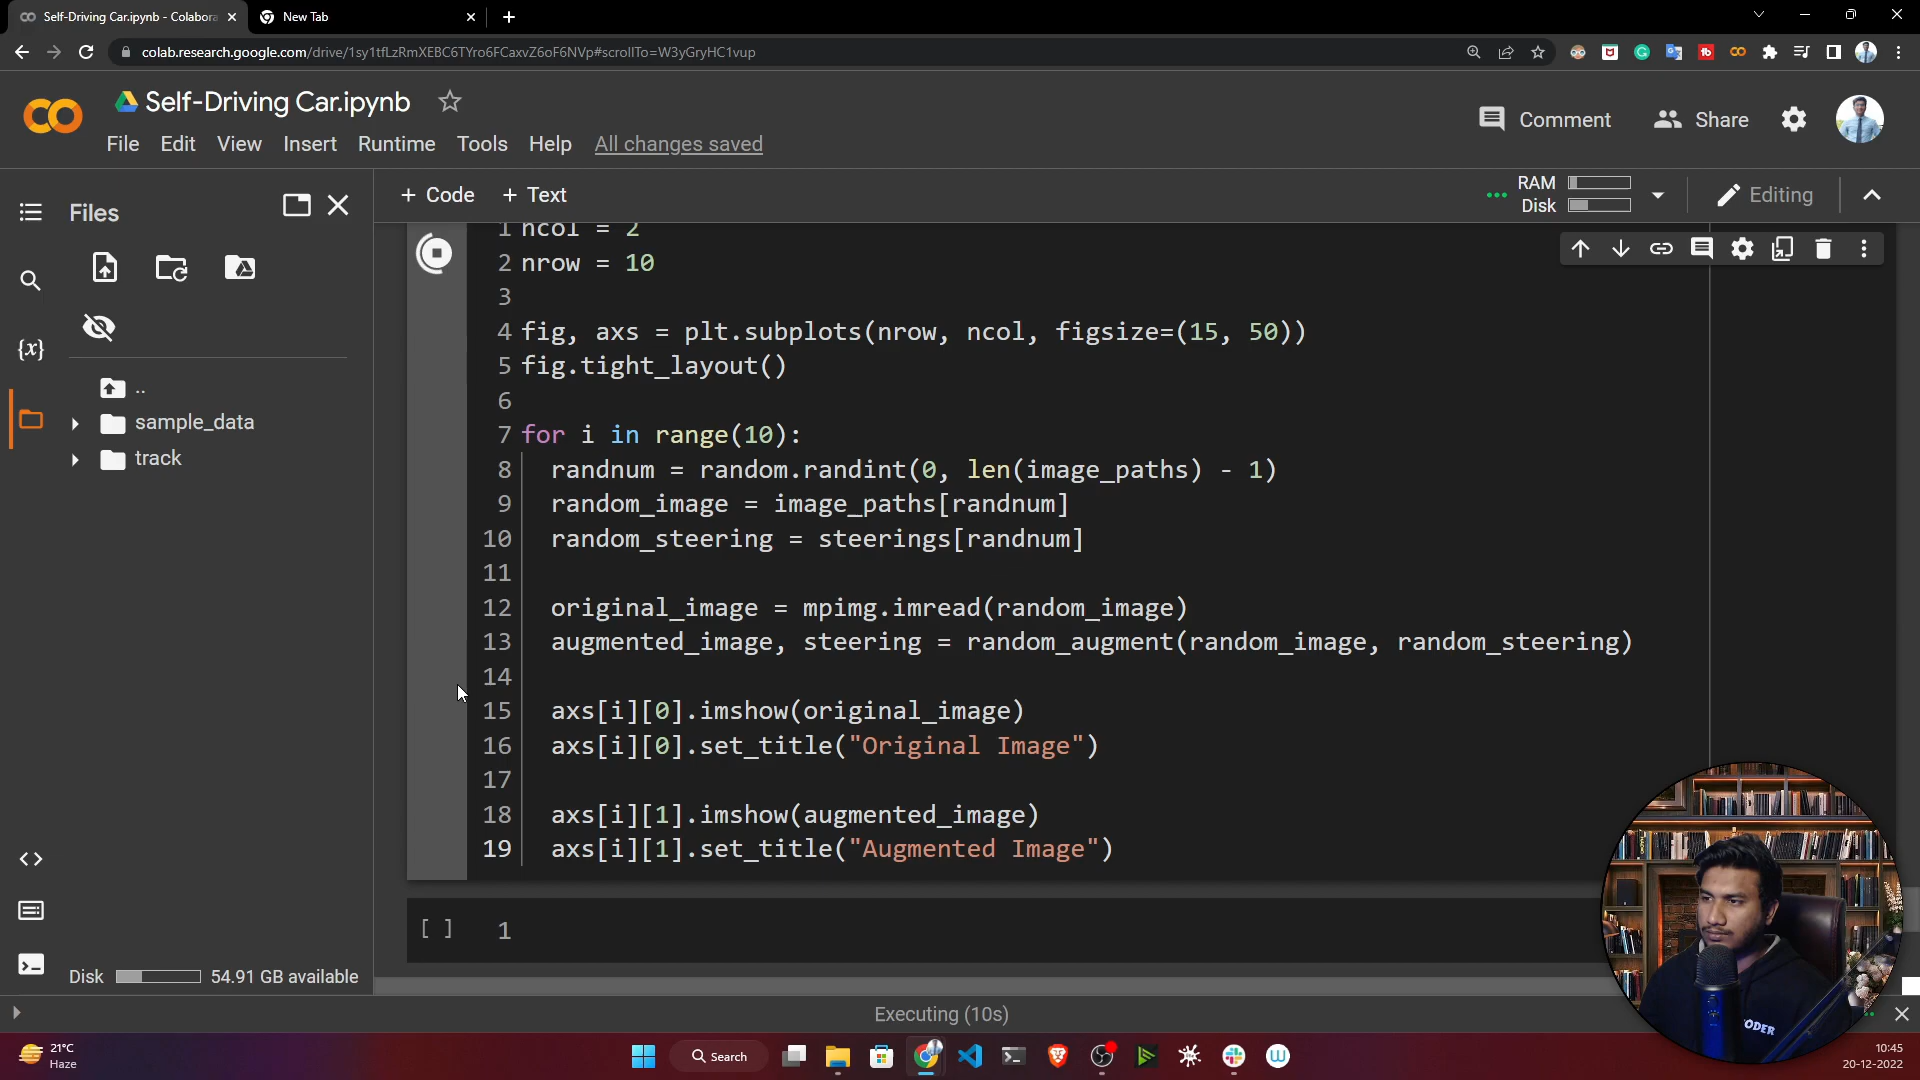 Self-Driving Car.ipynb - Colabora
New Tab
colab.research.google.com/drive/1sy1tfLzRmXEBC6TYro6FCaxvZ6oF6NVp#scrollTo=W3yGryHC1vup
Self-Driving Car.ipynb
File Edit View Insert Runtime Tools Help All changes saved
Comment
Share
Files
+ Code + Text
RAM
Disk
Editing
..
sample_data
track
Disk 54.91 GB available
1 ncol = 2
2 nrow = 10
3
4 fig, axs = plt.subplots(nrow, ncol, figsize=(15, 50))
5 fig.tight_layout()
6
7 for i in range(10):
8 randnum = random.randint(0, len(image_paths) - 1)
9 random_image = image_paths[randnum]
10 random_steering = steerings[randnum]
11
12 original_image = mpimg.imread(random_image)
13 augmented_image, steering = random_augment(random_image, random_steering)
14
15 axs[i][0].imshow(original_image)
16 axs[i][0].set_title("Original Image")
17
18 axs[i][1].imshow(augmented_image)
19 axs[i][1].set_title("Augmented Image")
[ ] 1
Executing (10s)
ODER
21°C
Haze
Search
10:45
20-12-2022